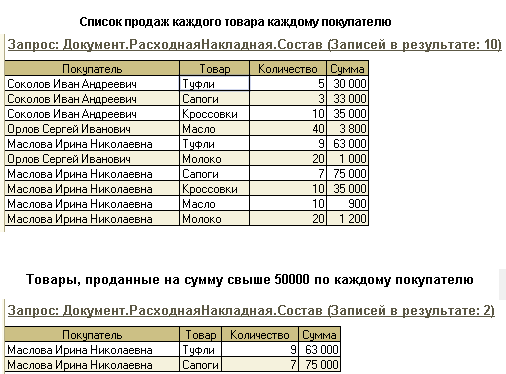 Список продаж каждого товара каждому покупателю
Запрос: Документ.РасходнаяНакладная.Состав (Записей в результате: 10)
Покупатель Товар Количество Сумма
Соколов Иван Андреевич Туфли 5 30 000
Соколов Иван Андреевич Сапоги 3 33 000
Соколов Иван Андреевич Кроссовки 10 35 000
Орлов Сергей Иванович Масло 40 3 800
Маслова Ирина Николаевна Туфли 9 63 000
Орлов Сергей Иванович Молоко 20 1 000
Маслова Ирина Николаевна Сапоги 7 75 000
Маслова Ирина Николаевна Кроссовки 10 35 000
Маслова Ирина Николаевна Масло 10 900
Маслова Ирина Николаевна Молоко 20 1 200
Товары, проданные на сумму свыше 50000 по каждому покупателю
Запрос: Документ.РасходнаяНакладная.Состав (Записей в результате: 2)
Покупатель Товар Количество Сумма
Маслова Ирина Николаевна Туфли 9 63 000
Маслова Ирина Николаевна Сапоги 7 75 000